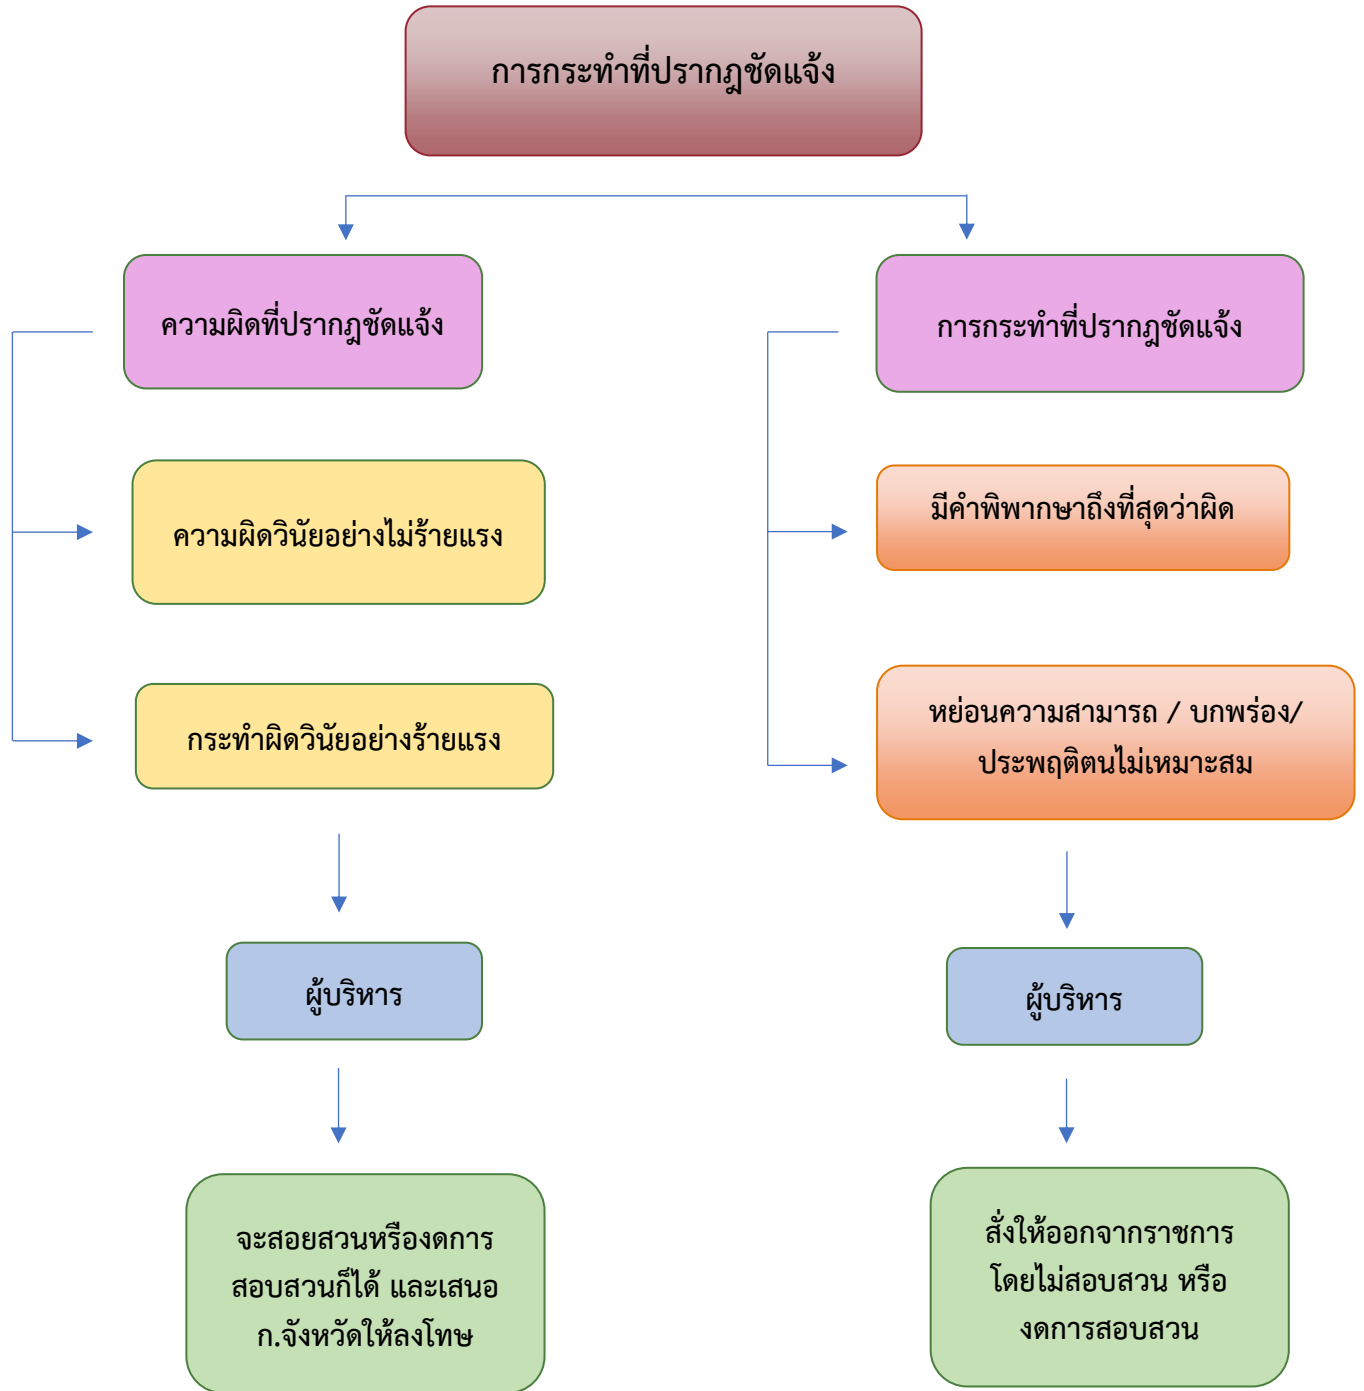 การกระทำที่ปรากฎชัดแจ้ง
ความผิดที่ปรากฎชัดแจ้ง
การกระทำที่ปรากฎชัดแจ้ง
ความผิดวินัยอย่างไม่ร้ายแรง
มีคำพิพากษาถึงที่สุดว่าผิด
กระทำผิดวินัยอย่างร้ายแรง
หย่อนความสามารถ / บกพร่อง/
ประพฤติตนไม่เหมาะสม
ผู้บริหาร
ผู้บริหาร
จะสอยสวนหรืองดการ
สอบสวนก็ได้ และเสนอ
ก.จังหวัดให้ลงโทษ
สั่งให้ออกจากราชการ
โดยไม่สอบสวน หรือ
งดการสอบสวน